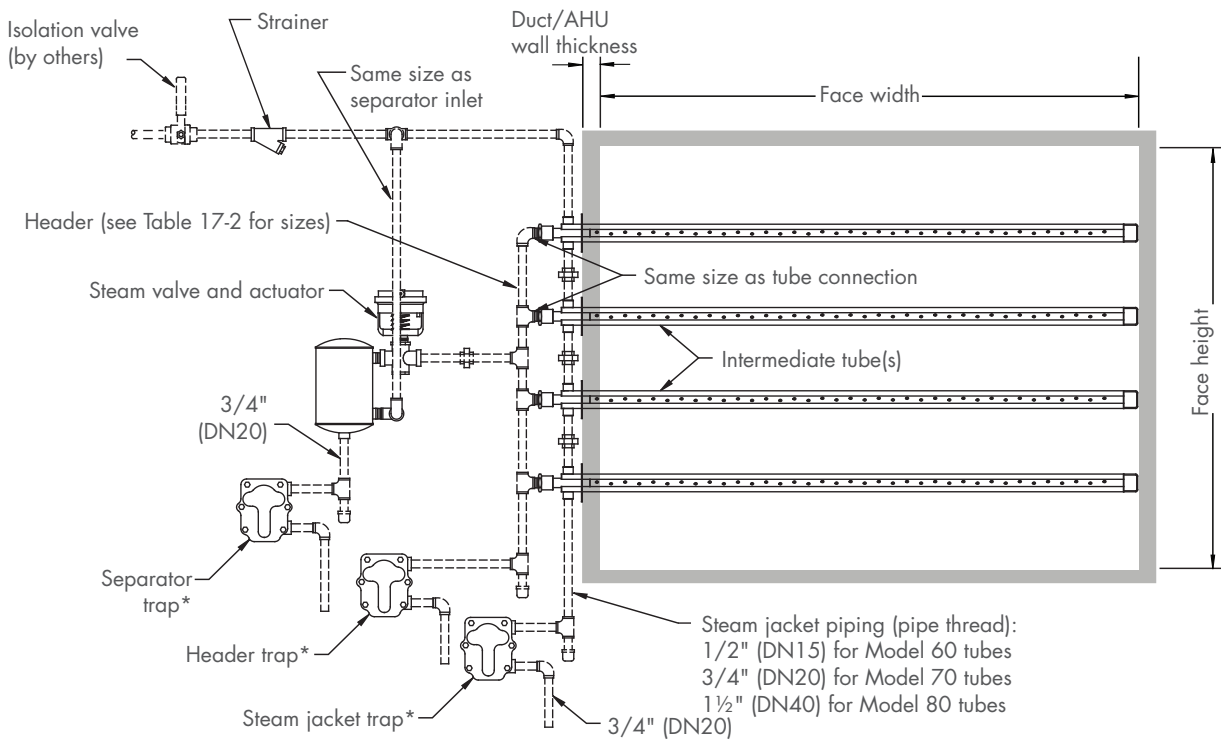 Isolation valve
(by others)
Strainer
Same size as
separator inlet
Duct/AHU
wall thickness
Face width
Header (see Table 17-2 for sizes)
Steam valve and actuator
Same size as tube connection
Intermediate tube(s)
Face height
3/4"
(DN20)
Separator
trap*
Header trap*
Steam jacket trap*
3/4" (DN20)
Steam jacket piping (pipe thread):
1/2" (DN15) for Model 60 tubes
3/4" (DN20) for Model 70 tubes
1½" (DN40) for Model 80 tubes